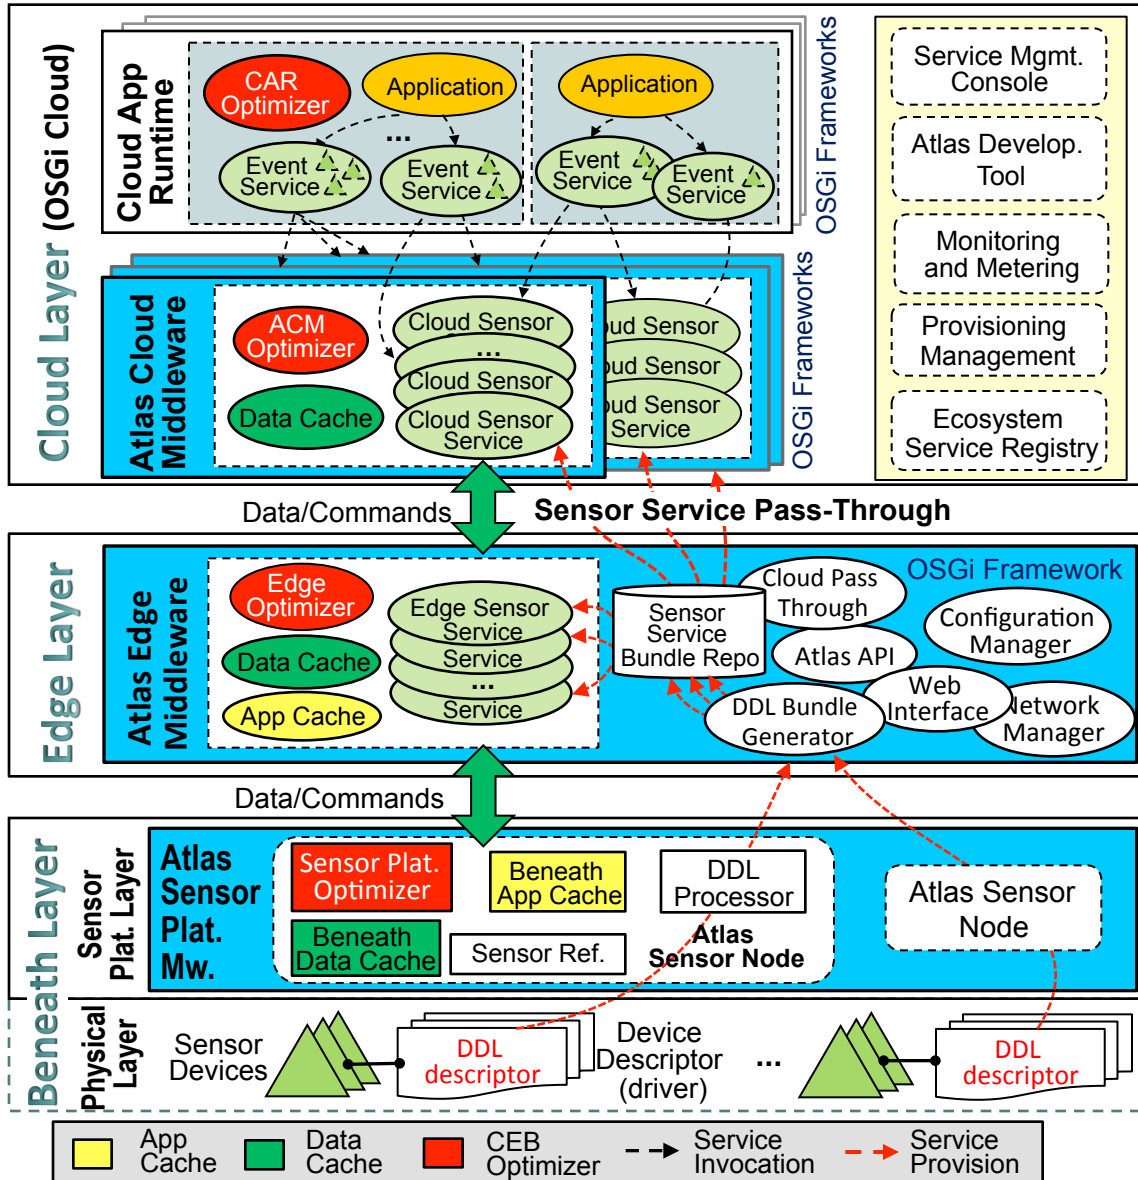 Cloud Layer (OSGi Cloud)
Cloud App
Runtime
CAR
Optimizer
Application
Application
...
Event
Service
Event
Service
Event
Service
Event
Service
OSGi Frameworks
Service Mgmt.
Console
Atlas Develop.
Tool
Monitoring
and Metering
Provisioning
Management
Ecosystem
Service Registry
Atlas Cloud
Middleware
ACM
Optimizer
Data Cache
Cloud Sensor
...
Cloud Sensor
Cloud Sensor
Service
oud Sensor
oud Sensor
oud Sensor
Service
OSGi Frameworks
Data/Commands
Sensor Service Pass-Through
Edge Layer
Atlas Edge
Middleware
Edge
Optimizer
Data Cache
App Cache
Edge Sensor
Service
Service
...
Service
Sensor
Service
Bundle Repo
Cloud Pass
Through
OSGi Framework
Configuration
Manager
Atlas API
Web
Interface
Network
Manager
DDL Bundle
Generator
Data/Commands
Beneath Layer
Sensor
Plat. Layer
Atlas
Sensor
Plat.
Mw.
Sensor Plat.
Optimizer
Beneath
App Cache
DDL
Processor
Beneath
Data Cache
Sensor Ref.
Atlas
Sensor Node
Atlas Sensor
Node
Physical
Layer
Sensor
Devices
DDL
descriptor
Device
Descriptor
(driver)
...
DDL
descriptor
App
Cache
Data
Cache
CEB
Optimizer
Service
Invocation
Service
Provision